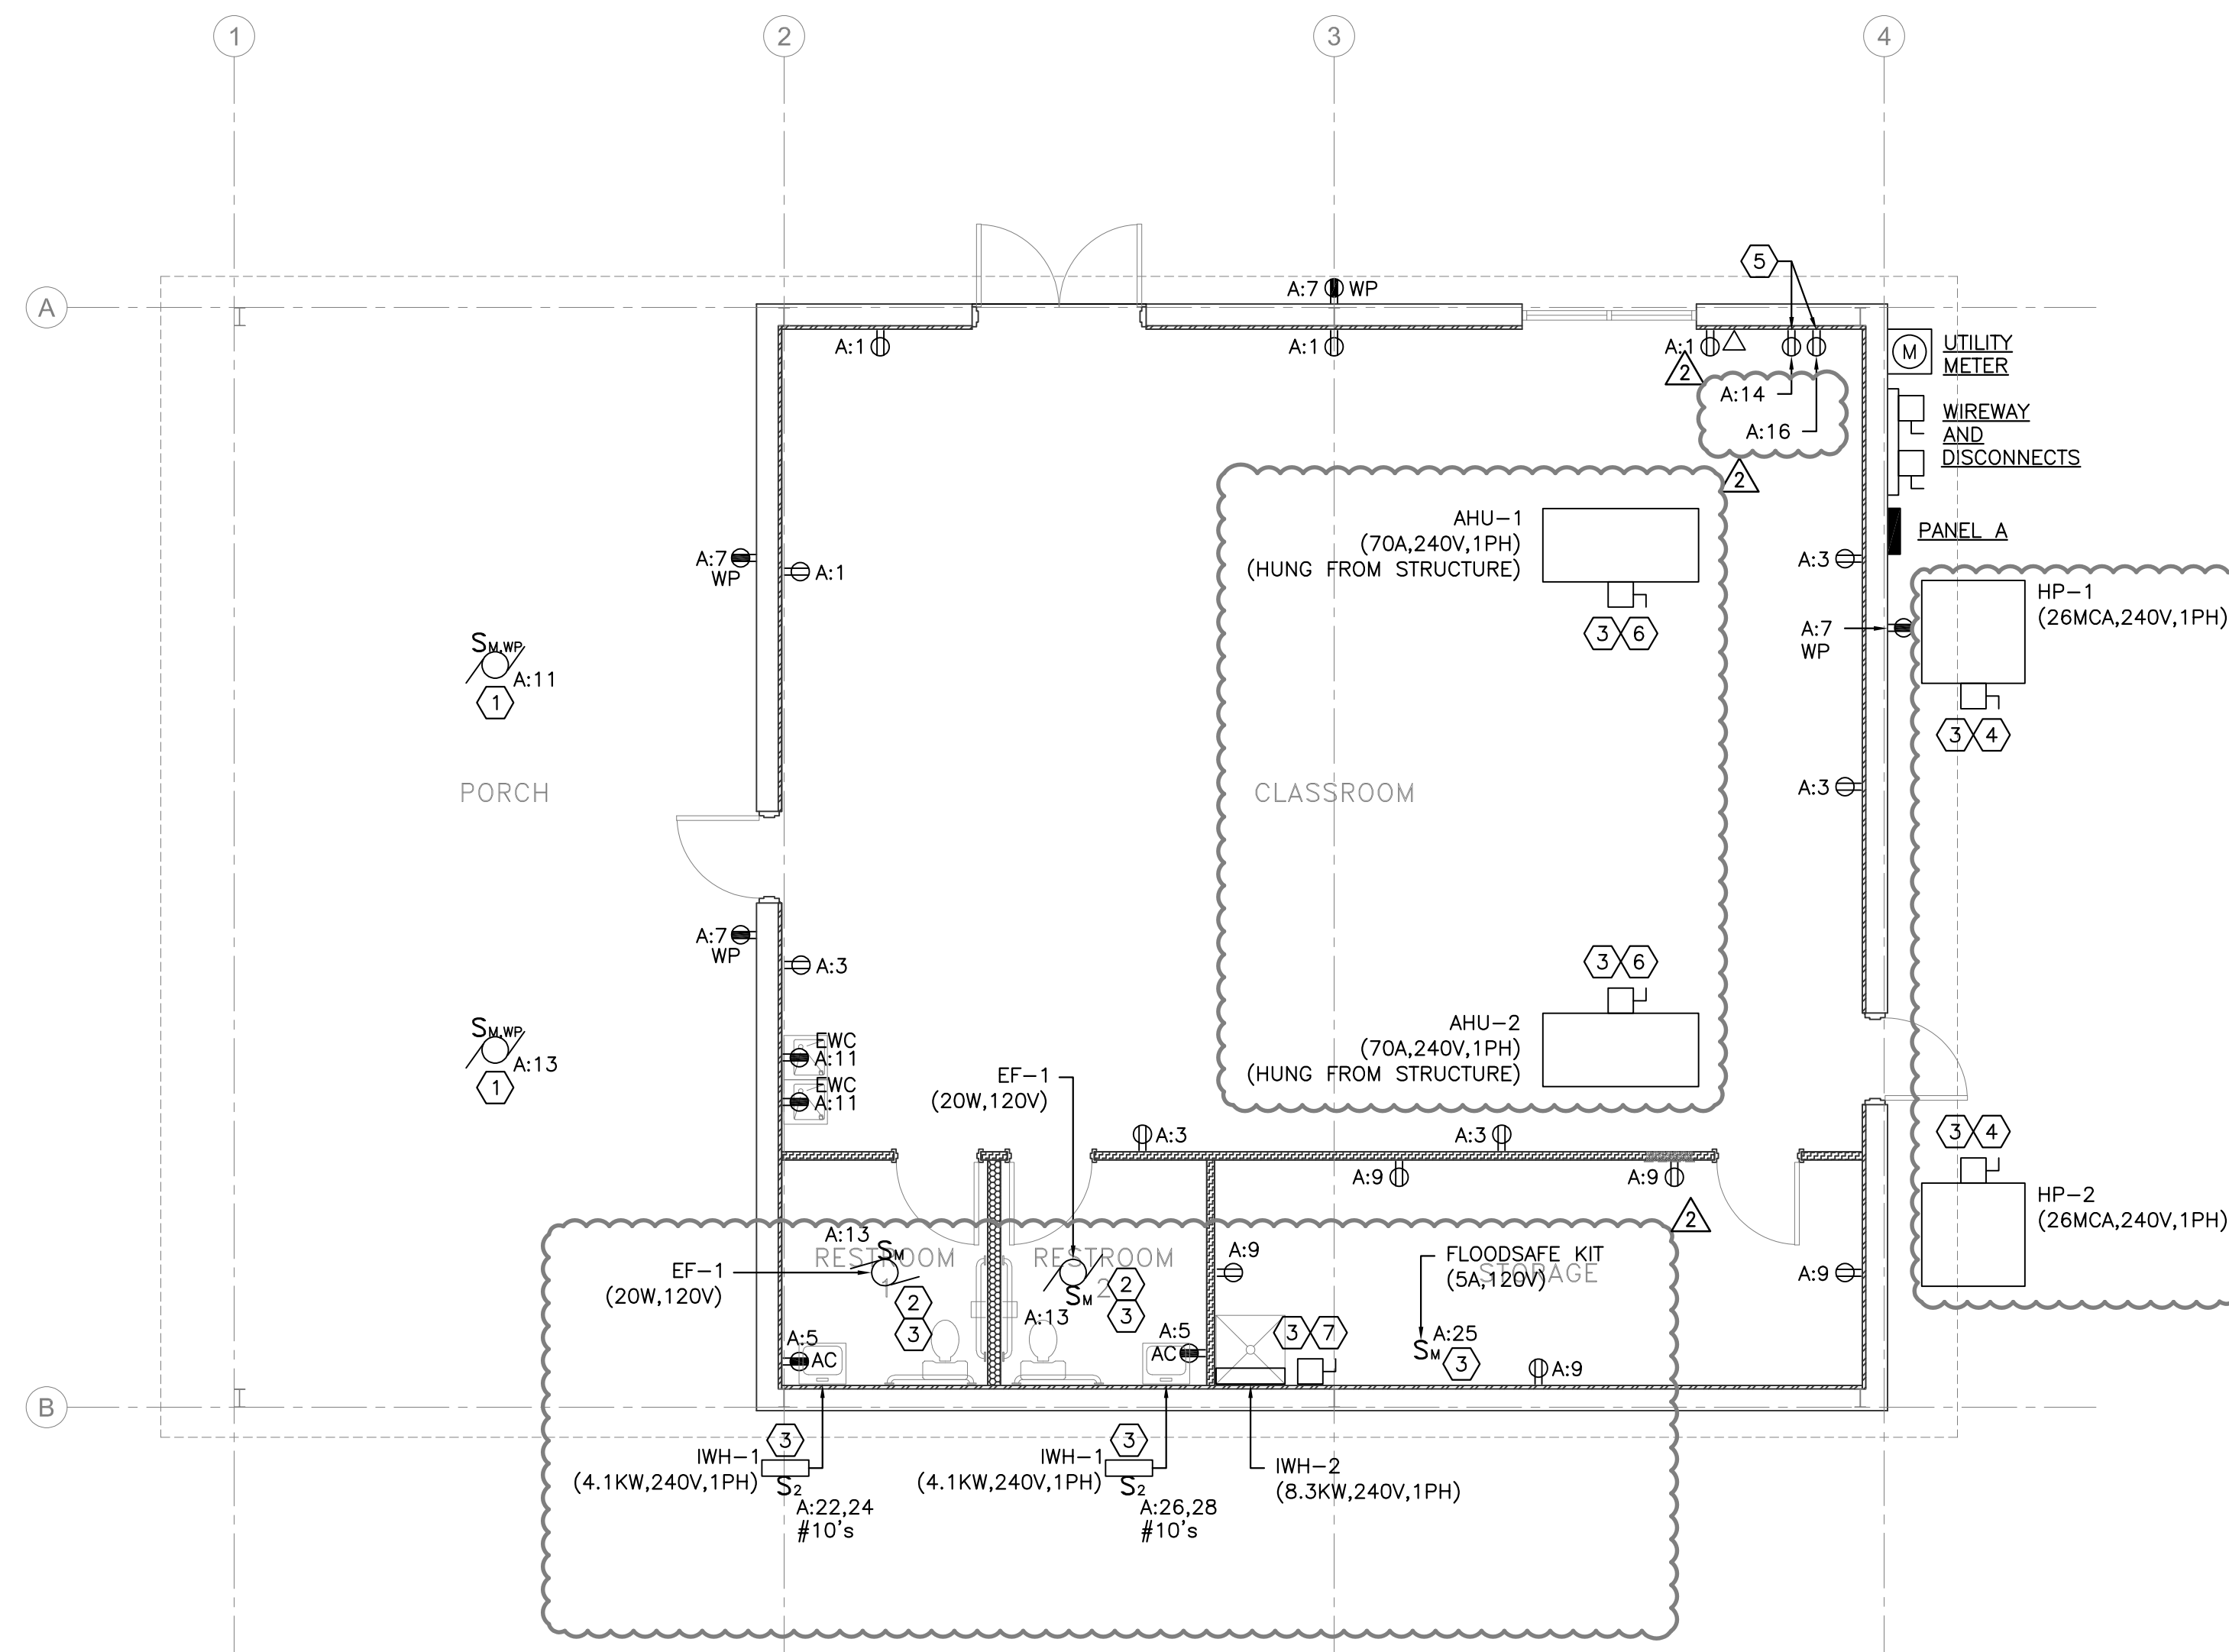 1
2
3
4
A
5
A:7 WP
A:1
A:1
A:1
2
M
UTILITY
METER
A:14
A:16
WIREWAY
AND
DISCONNECTS
2
AHU-1
(70A,240V,1PH)
(HUNG FROM STRUCTURE)
3 6
PANEL A
A:7
WP
A:1
A:3
HP-1
(26MCA,240V,1PH)
A:7
WP
SM,WP
A:11
1
3 4
PORCH
CLASSROOM
A:3
A:7
WP
A:3
3 6
SM,WP
A:13
1
EWC
A:11
EWC
A:11
AHU-2
(70A,240V,1PH)
(HUNG FROM STRUCTURE)
EF-1
(20W,120V)
A:3
A:3
3 4
A:9
A:9
2
HP-2
(26MCA,240V,1PH)
A:13
SM
RESTROOM
1
EF-1
(20W,120V)
2
3
RESTROOM
2
SM
A:13
2
3
A:9
FLOODSAFE KIT
(5A,120V)
STORAGE
A:9
A:5
AC
A:5
AC
3 7
A:25
SM
3
A:9
B
3
IWH-1
(4.1KW,240V,1PH)
S2
A:22,24
#10's
3
IWH-1
(4.1KW,240V,1PH)
S2
A:26,28
#10's
IWH-2
(8.3KW,240V,1PH)